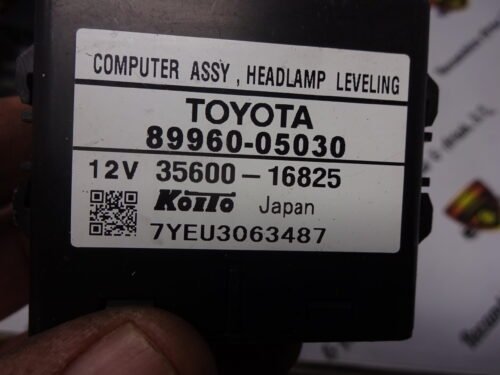 COMPUTER ASSY , HEADLAMP LEVELING
TOYOTA
89960-05030
12V 35600-16825
KOITO Japan
7YEU3063487